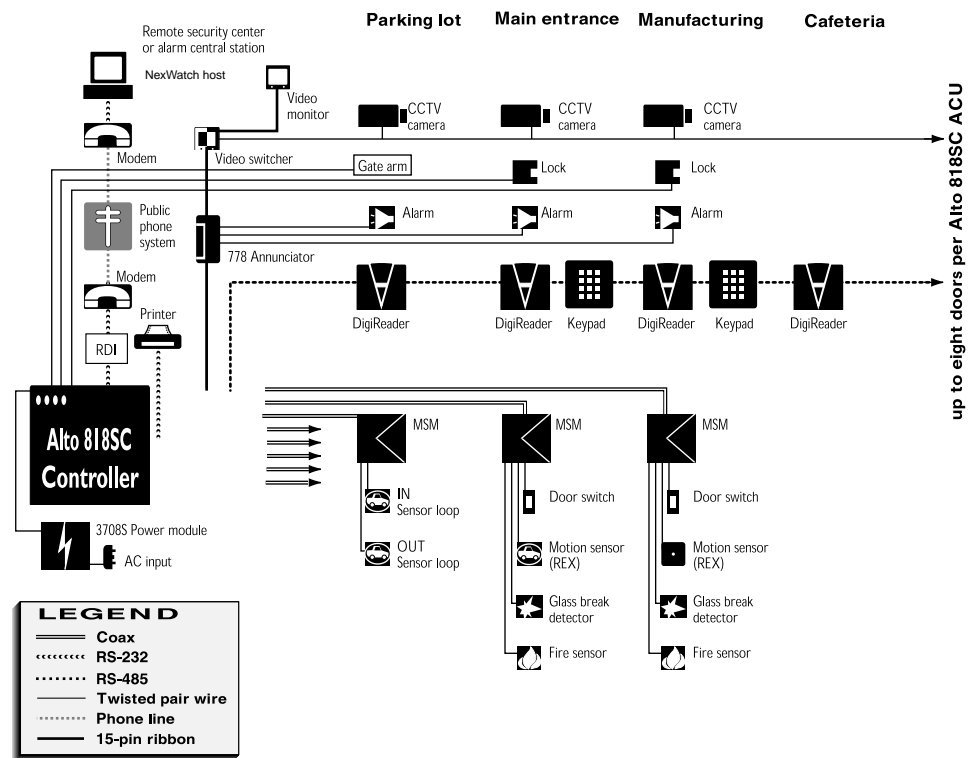 Parking lot
Main entrance
Manufacturing
Cafeteria
Remote security center
or alarm central station
NexWatch host
Video
monitor
CCTV
camera
CCTV
camera
CCTV
camera
Modem
Video switcher
Gate arm
Lock
Lock
Public
phone
system
Alarm
Alarm
Alarm
778 Annunciator
Modem
Printer
DigiReader
DigiReader
Keypad
DigiReader
Keypad
DigiReader
RDI
up to eight doors per Alto 818SC ACU
Alto 818SC
Controller
MSM
MSM
MSM
IN
Sensor loop
Door switch
Door switch
3708S Power module
AC input
OUT
Sensor loop
Motion sensor
(REX)
Motion sensor
(REX)
Glass break
detector
Glass break
detector
Fire sensor
Fire sensor
LEGEND
Coax
RS-232
RS-485
Twisted pair wire
Phone line
15-pin ribbon